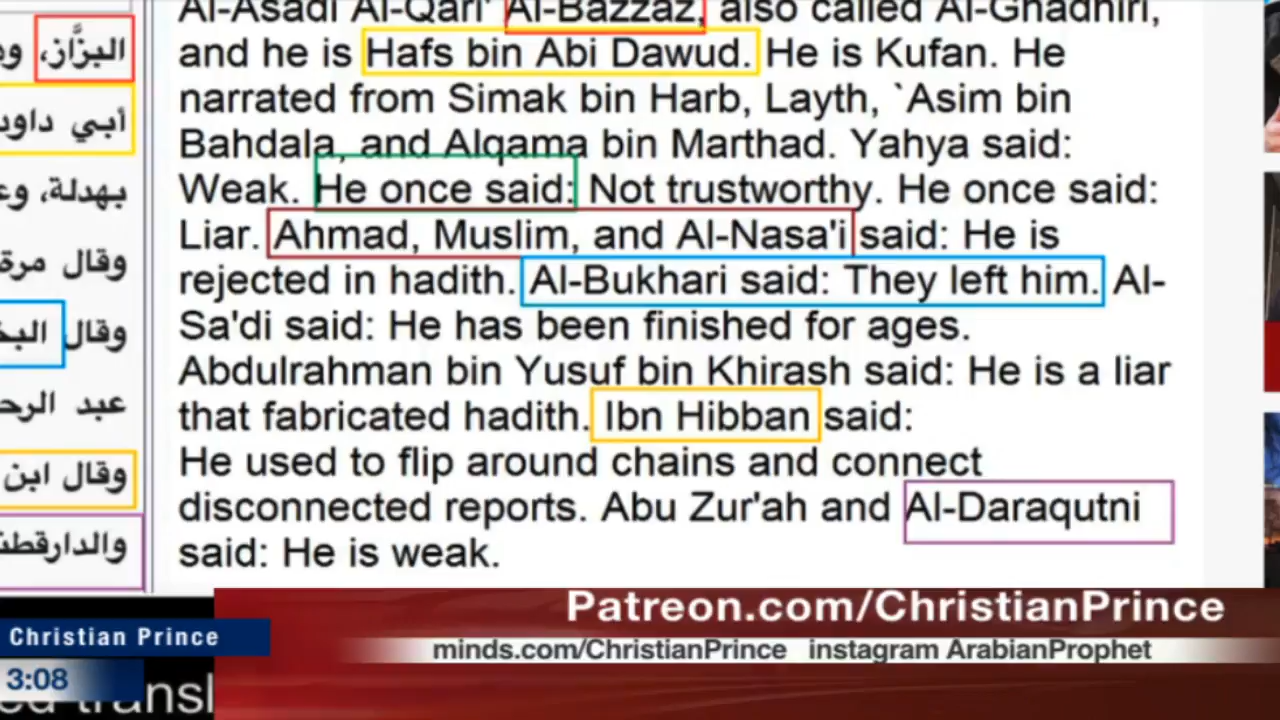 Al-Asadi Al-Qari' Al-Bazzaz, also called Al-Ghadhiri,
and he is Hafs bin Abi Dawud. He is Kufan. He
narrated from Simak bin Harb, Layth, `Asim bin
Bahdala, and Alqama bin Marthad. Yahya said:
Weak. He once said: Not trustworthy. He once said:
Liar. Ahmad, Muslim, and Al-Nasa'i said: He is
rejected in hadith. Al-Bukhari said: They left him. Al-
Sa'di said: He has been finished for ages.
Abdulrahman bin Yusuf bin Khirash said: He is a liar
that fabricated hadith. Ibn Hibban said:
He used to flip around chains and connect
disconnected reports. Abu Zur'ah and Al-Daraqutni
said: He is weak.
البزَّاز،
أبي داود
بهدلة،
وقال مرة
وقال
عبد
وقال ابن
Patreon.com/ChristianPrince
minds.com/ChristianPrince instagram ArabianProphet
Christian Prince
3:08